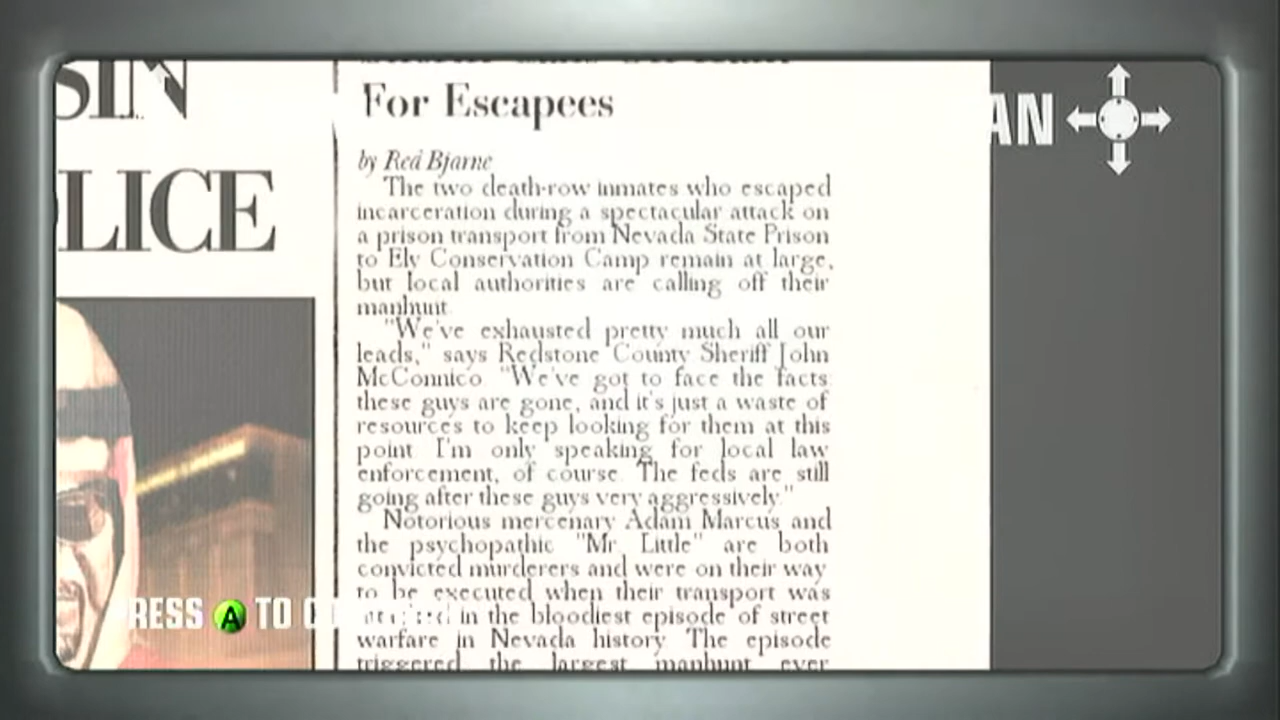 SIN
LICE
For Escapees
by Red Bjarne
The two death-row inmates who escaped
incarceration during a spectacular attack on
a prison transport from Nevada State Prison
to Ely Conservation Camp remain at large,
but local authorities are calling off their
manhunt.
"We've exhausted pretty much all our
leads," says Redstone County Sheriff John
McConnico. "We've got to face the facts:
these guys are gone, and it's just a waste of
resources to keep looking for them at this
point. I'm only speaking for local law
enforcement, of course. The feds are still
going after these guys very aggressively."
Notorious mercenary Adam Marcus and
the psychopathic "Mr. Little" are both
convicted murderers and were on their way
to be executed when their transport was
in the bloodiest episode of street
warfare in Nevada history. The episode
triggered the largest manhunt ever
AN
RESS A TO